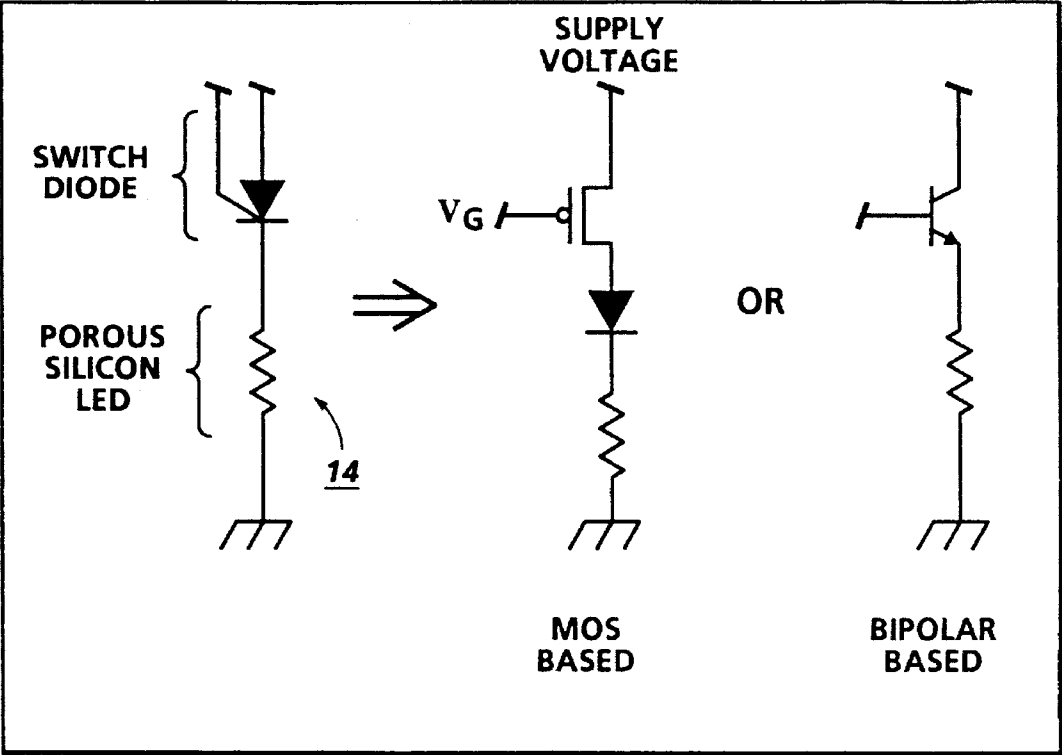 SUPPLY
VOLTAGE
SWITCH
DIODE
VG
POROUS
SILICON
LED
OR
14
MOS
BASED
BIPOLAR
BASED